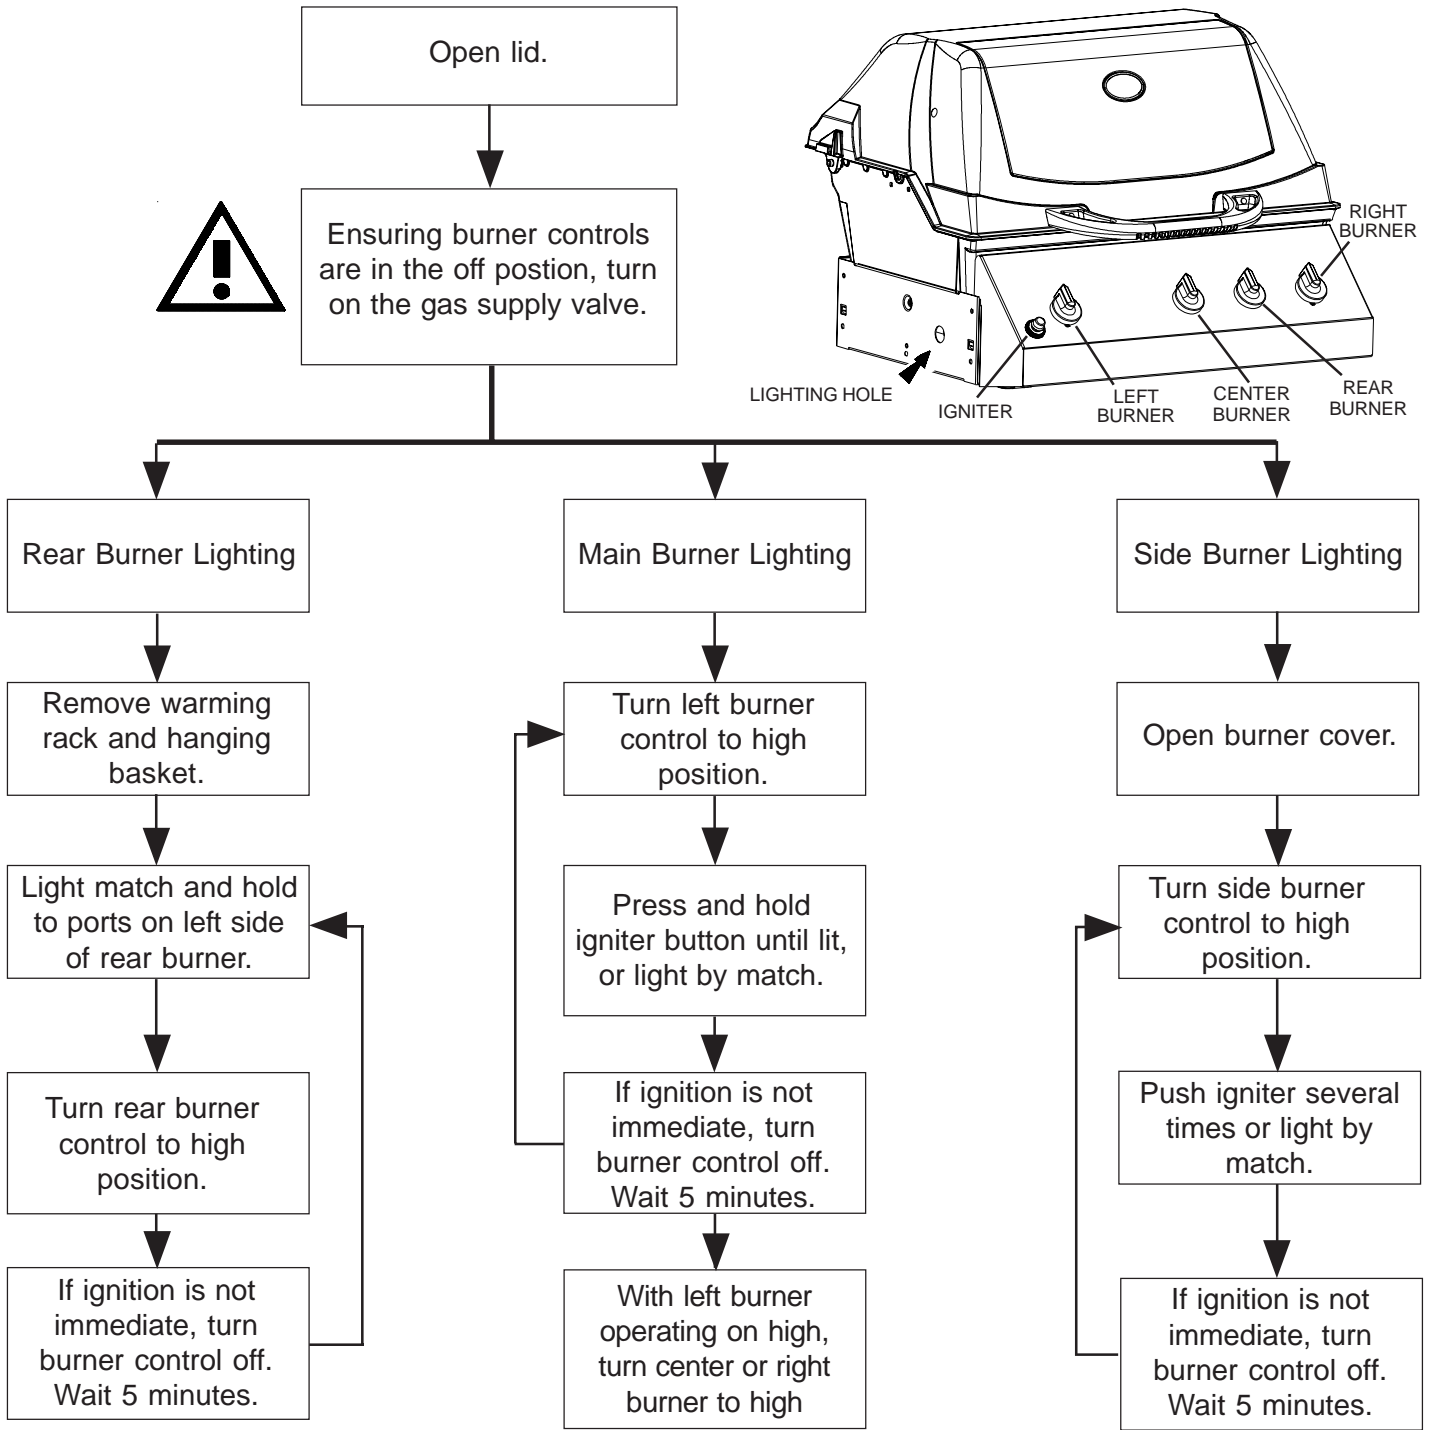 Open lid.
Ensuring burner controls
are in the off postion, turn
on the gas supply valve.
RIGHT
BURNER
LIGHTING HOLE
IGNITER
LEFT
BURNER
CENTER
BURNER
REAR
BURNER
Rear Burner Lighting
Remove warming
rack and hanging
basket.
Light match and hold
to ports on left side
of rear burner.
Turn rear burner
control to high
position.
If ignition is not
immediate, turn
burner control off.
Wait 5 minutes.
Main Burner Lighting
Turn left burner
control to high
position.
Press and hold
igniter button until lit,
or light by match.
If ignition is not
immediate, turn
burner control off.
Wait 5 minutes.
With left burner
operating on high,
turn center or right
burner to high
Side Burner Lighting
Open burner cover.
Turn side burner
control to high
position.
Push igniter several
times or light by
match.
If ignition is not
immediate, turn
burner control off.
Wait 5 minutes.